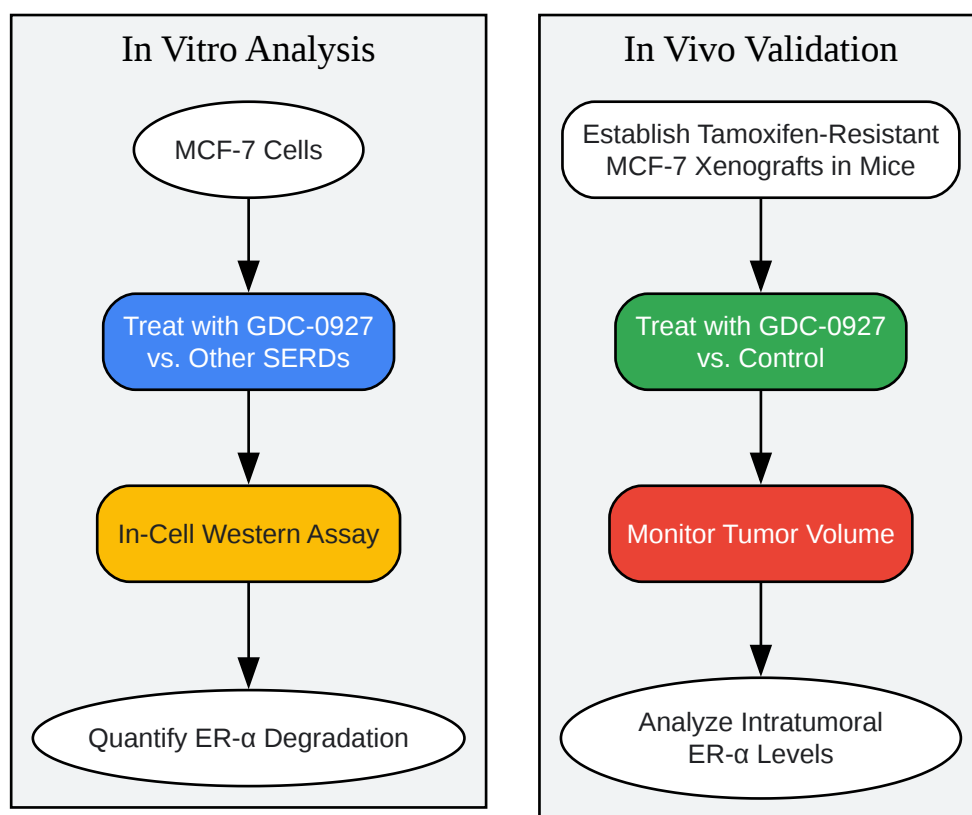 In Vitro Analysis
MCF-7 Cells
Treat with GDC-0927
vs. Other SERDs
In-Cell Western Assay
Quantify ER-α Degradation
In Vivo Validation
Establish Tamoxifen-Resistant
MCF-7 Xenografts in Mice
Treat with GDC-0927
vs. Control
Monitor Tumor Volume
Analyze Intratumoral
ER-α Levels